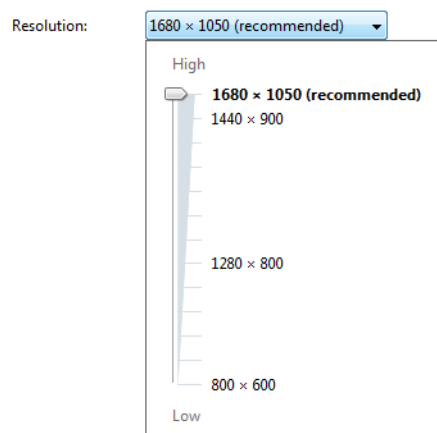 Resolution: 1680 × 1050 (recommended)
High
1680 × 1050 (recommended)
1440 × 900
1280 × 800
800 × 600
Low